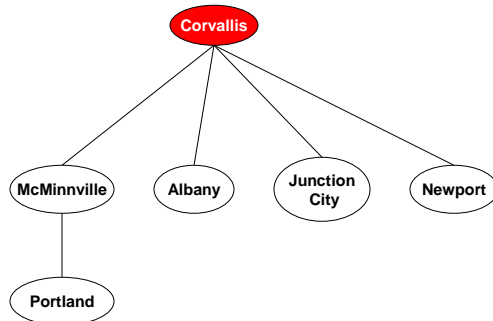 Corvallis
McMinnville
Albany
Junction
City
Newport
Portland